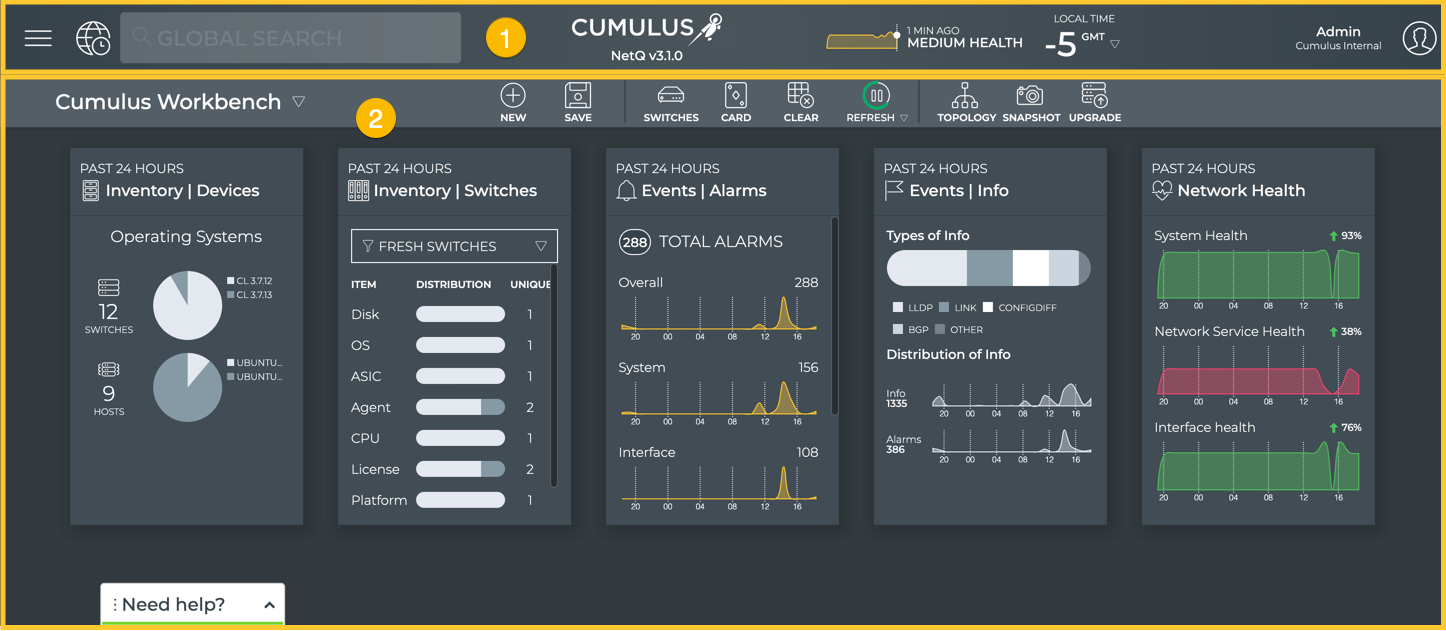 GLOBAL SEARCH
1
CUMULUS
NetQ v3.1.0
1 MIN AGO
MEDIUM HEALTH
LOCAL TIME
-5 GMT
Admin
Cumulus Internal
Cumulus Workbench
2
NEW
SAVE
SWITCHES
CARD
CLEAR
REFRESH
TOPOLOGY
SNAPSHOT
UPGRADE
PAST 24 HOURS
Inventory | Devices
Operating Systems
12
SWITCHES
CL 3.7.12
CL 3.7.13
9
HOSTS
UBUNTU...
UBUNTU...
PAST 24 HOURS
Inventory | Switches
FRESH SWITCHES
ITEM DISTRIBUTION UNIQUE
Disk 1
OS 1
ASIC 1
Agent 2
CPU 1
License 2
Platform 1
PAST 24 HOURS
Events | Alarms
288 TOTAL ALARMS
Overall 288
20 00 04 08 12 16
System 156
20 00 04 08 12 16
Interface 108
20 00 04 08 12 16
PAST 24 HOURS
Events | Info
Types of Info
LLDP LINK CONFIGDIFF
BGP OTHER
Distribution of Info
Info
1335
20 00 04 08 12 16
Alarms
386
20 00 04 08 12 16
PAST 24 HOURS
Network Health
System Health 93%
20 00 04 08 12 16
Network Service Health 38%
20 00 04 08 12 16
Interface health 76%
20 00 04 08 12 16
Need help?